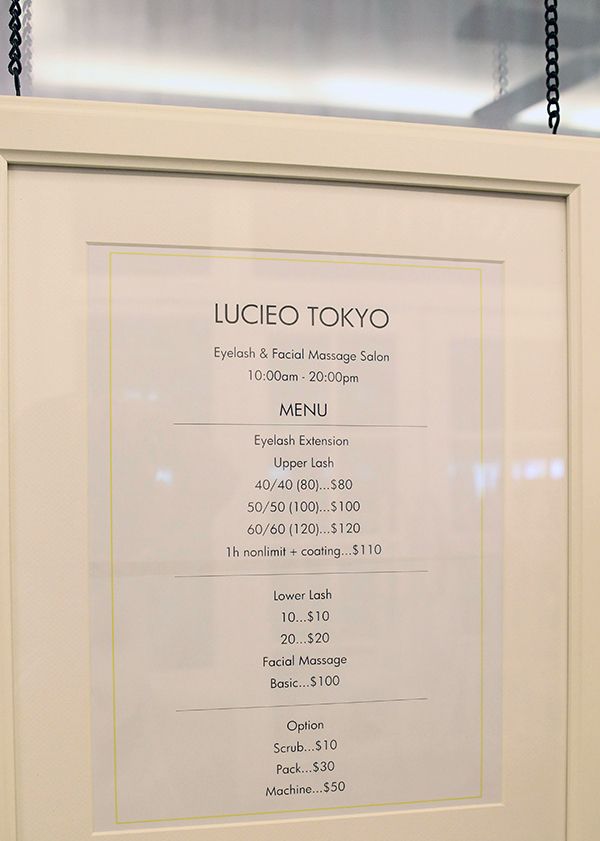 LUCIEO TOKYO
Eyelash & Facial Massage Salon
10:00am - 20:00pm
MENU
Eyelash Extension
Upper Lash
40/40 (80)...$80
50/50 (100)...$100
60/60 (120)...$120
1h nonlimit + coating...$110
Lower Lash
10...$10
20...$20
Facial Massage
Basic...$100
Option
Scrub...$10
Pack...$30
Machine...$50